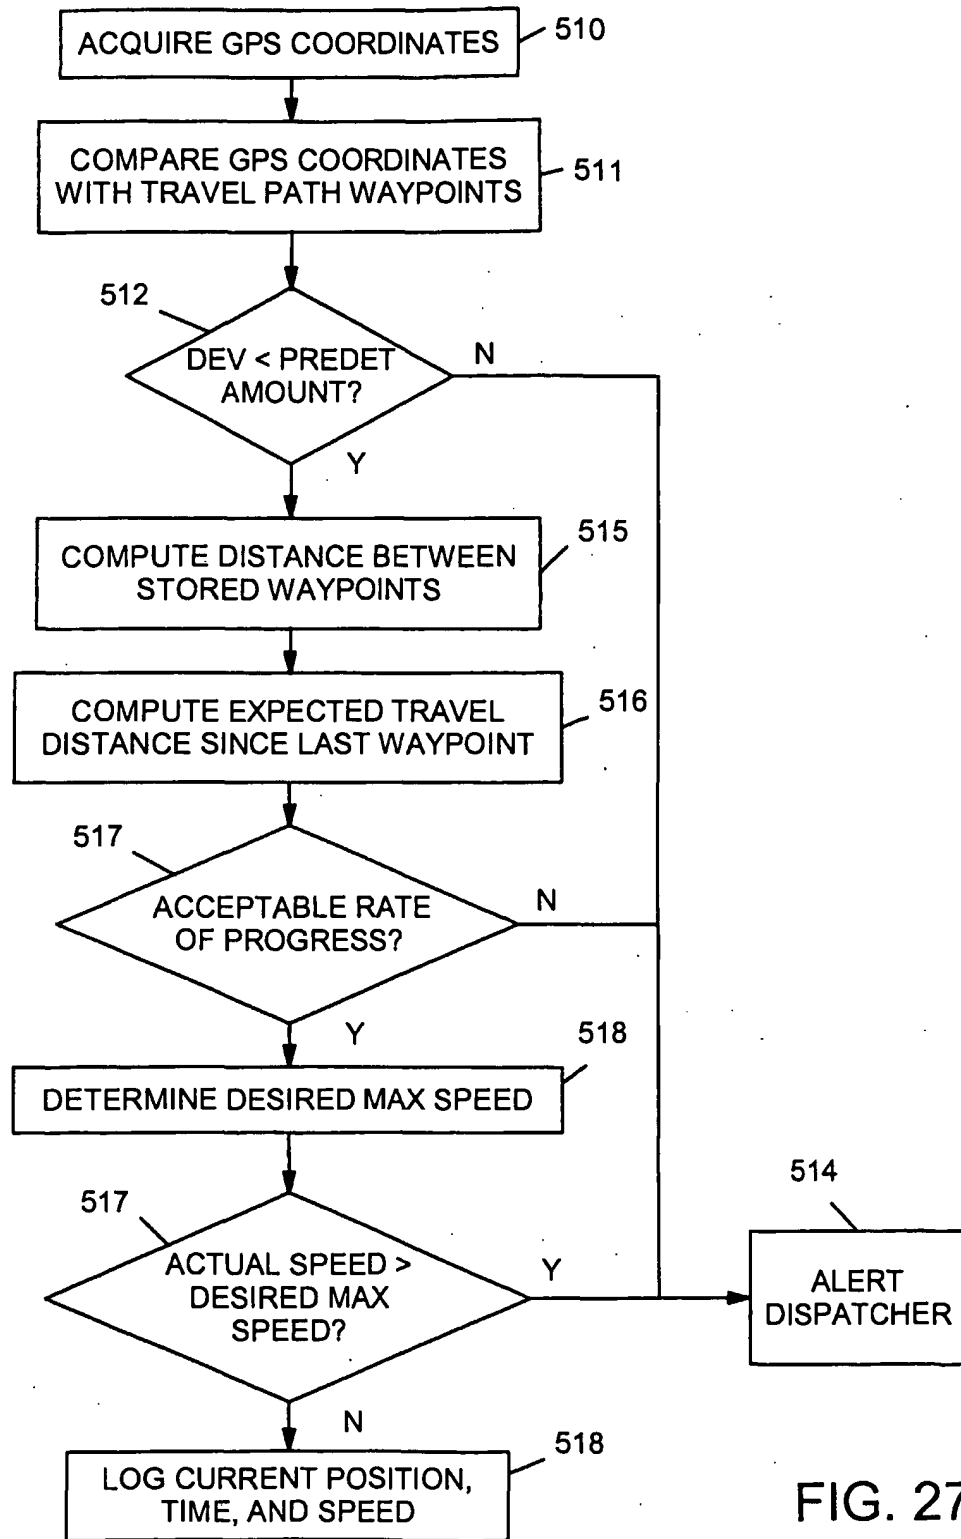 ACQUIRE GPS COORDINATES
510
COMPARE GPS COORDINATES
WITH TRAVEL PATH WAYPOINTS
511
512
DEV < PREDET
AMOUNT?
N
Y
COMPUTE DISTANCE BETWEEN
STORED WAYPOINTS
515
COMPUTE EXPECTED TRAVEL
DISTANCE SINCE LAST WAYPOINT
516
517
ACCEPTABLE RATE
OF PROGRESS?
N
Y
518
DETERMINE DESIRED MAX SPEED
517
ACTUAL SPEED >
DESIRED MAX
SPEED?
Y
514
ALERT
DISPATCHER
N
518
LOG CURRENT POSITION,
TIME, AND SPEED
FIG. 27